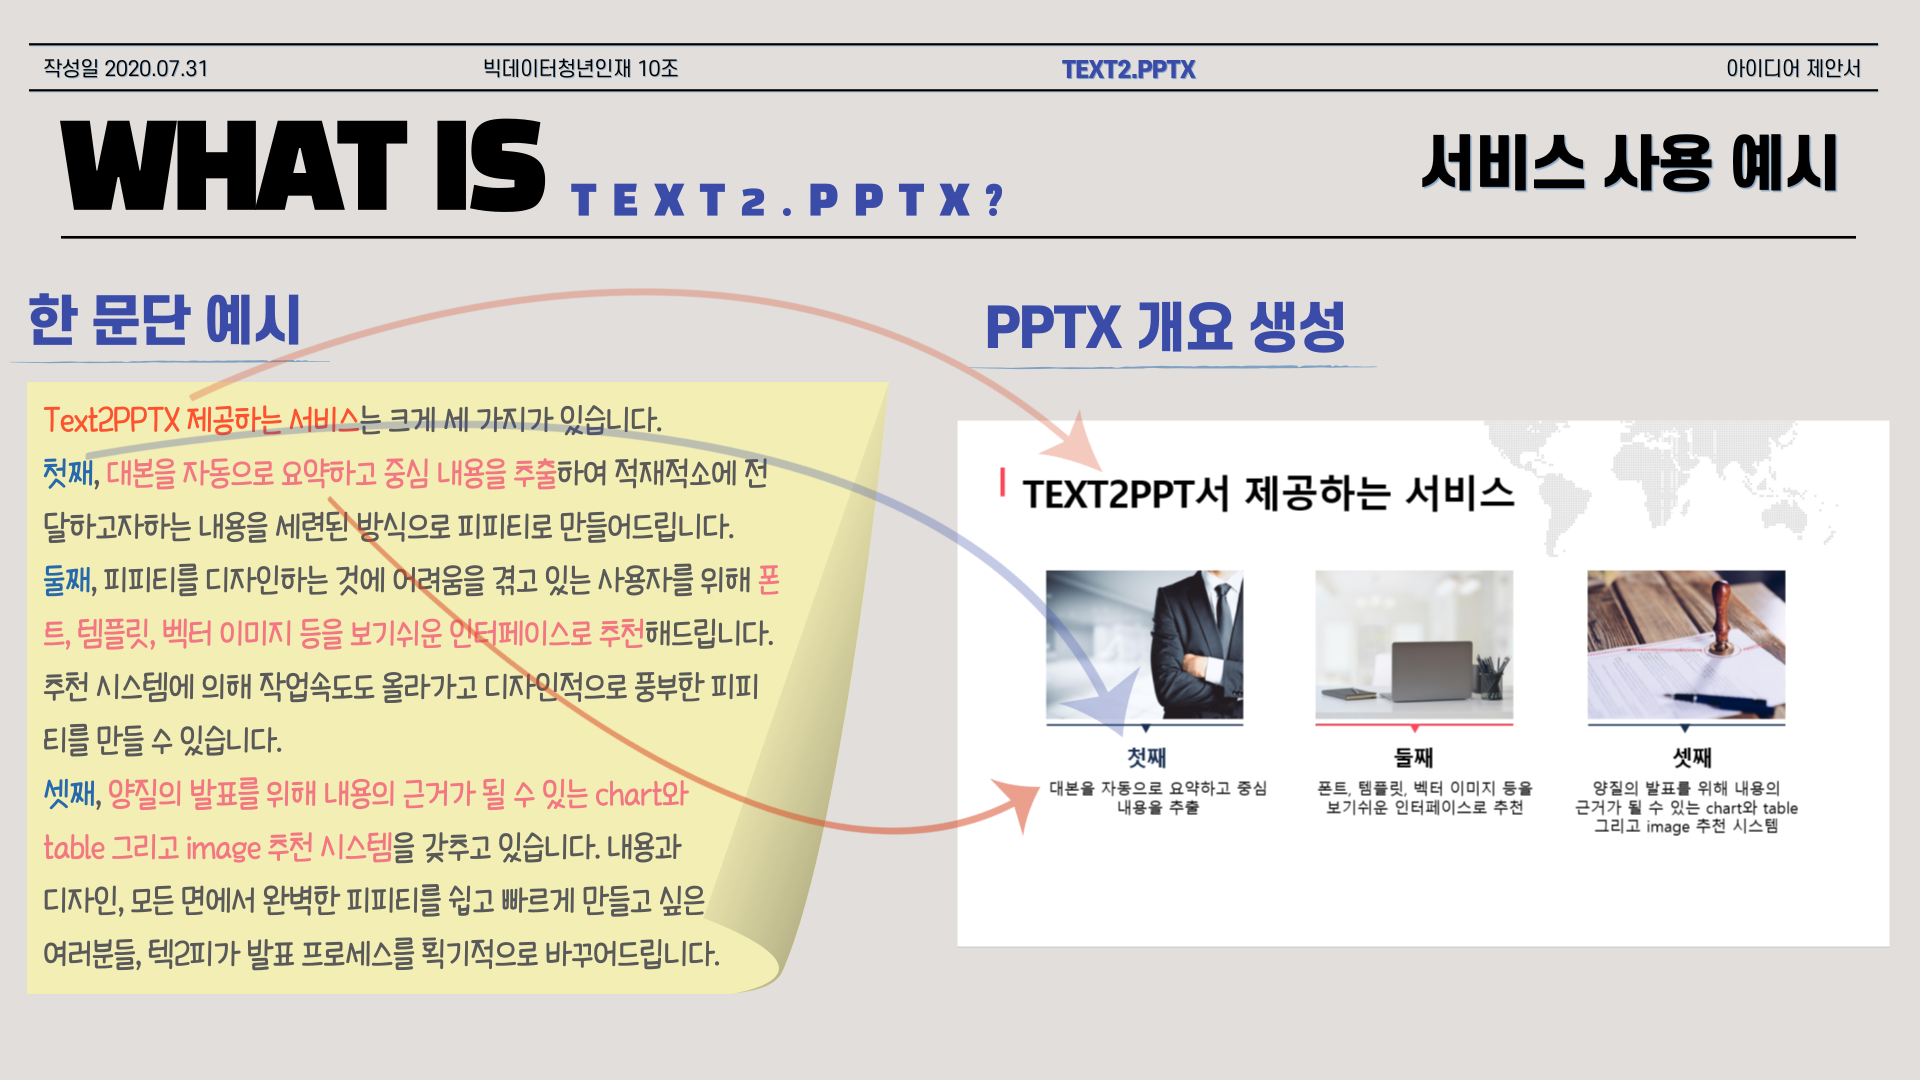 작성일 2020.07.31
빅데이터청년인재 10조
TEXT2.PPTX
아이디어 제안서
WHAT IS TEXT2.PPTX?
서비스 사용 예시
한 문단 예시
Text2PPTX 제공하는 서비스는 크게 세 가지가 있습니다.
첫째, 대본을 자동으로 요약하고 중심 내용을 추출하여 적재적소에 전
달하고자하는 내용을 세련된 방식으로 피피티로 만들어드립니다.
둘째, 피피티를 디자인하는 것에 어려움을 겪고 있는 사용자를 위해 폰
트, 템플릿, 벡터 이미지 등을 보기쉬운 인터페이스로 추천해드립니다.
추천 시스템에 의해 작업속도도 올라가고 디자인적으로 풍부한 피피
티를 만들 수 있습니다.
셋째, 양질의 발표를 위해 내용의 근거가 될 수 있는 chart와
table 그리고 image 추천 시스템을 갖추고 있습니다. 내용과
디자인, 모든 면에서 완벽한 피피티를 쉽고 빠르게 만들고 싶은
여러분들, 텍2피가 발표 프로세스를 획기적으로 바꾸어드립니다.
PPTX 개요 생성
TEXT2PPT서 제공하는 서비스
첫째
대본을 자동으로 요약하고 중심
내용을 추출
둘째
폰트, 템플릿, 벡터 이미지 등을
보기쉬운 인터페이스로 추천
셋째
양질의 발표를 위해 내용의
근거가 될 수 있는 chart와 table
그리고 image 추천 시스템